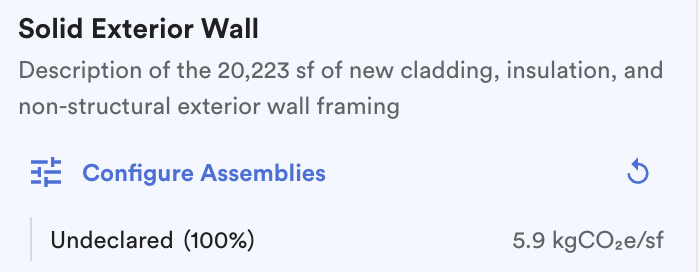 Solid Exterior Wall
Description of the 20,223 sf of new cladding, insulation, and
non-structural exterior wall framing
Configure Assemblies
Undeclared (100%) 5.9 kgCO₂e/sf